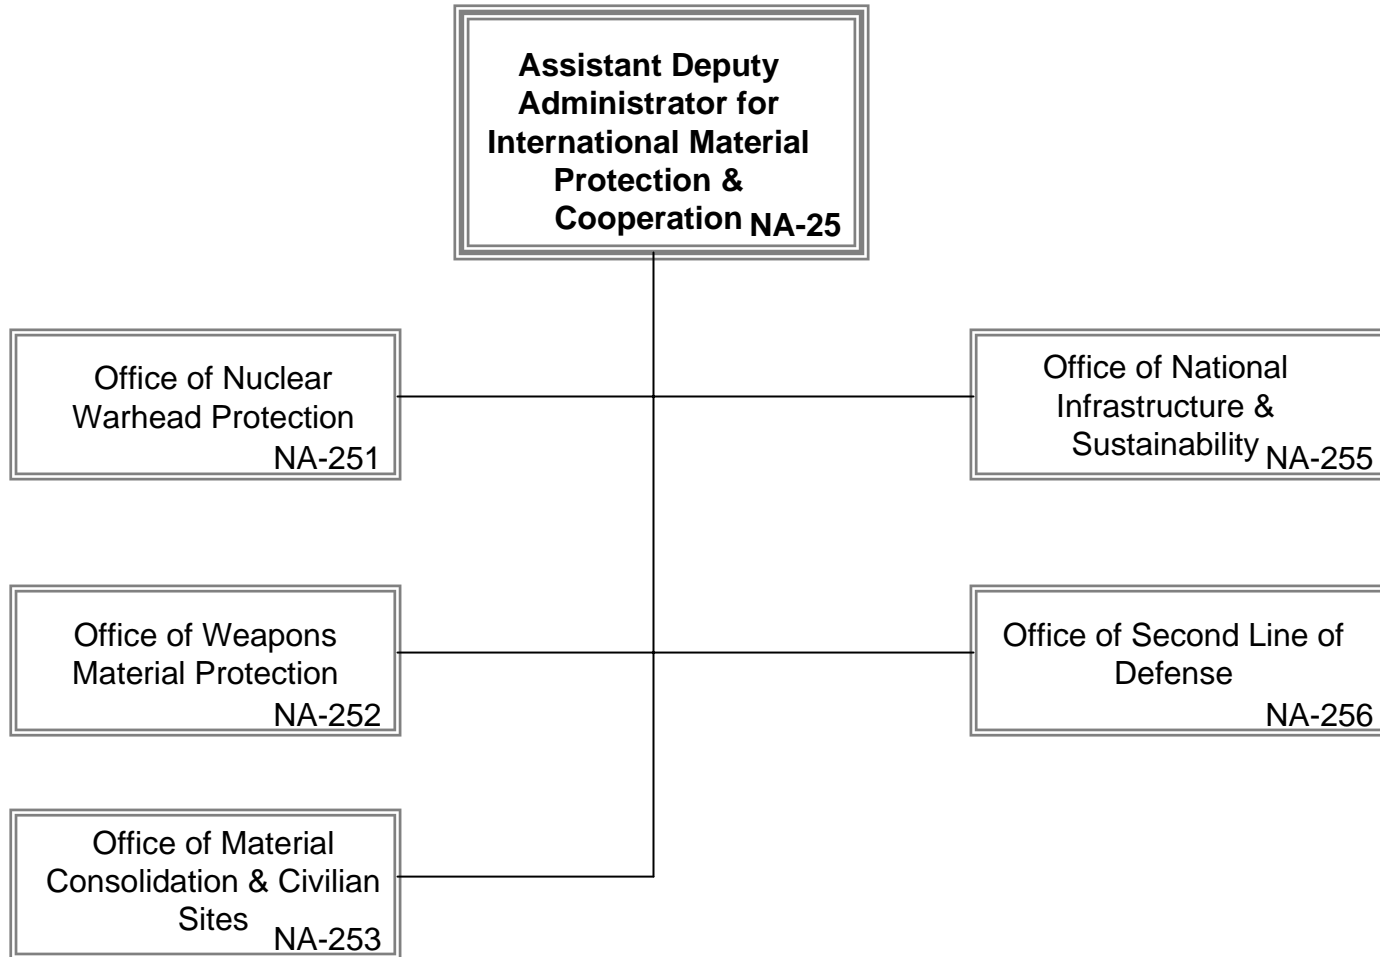 Assistant Deputy
Administrator for
International Material
Protection &
Cooperation NA-25
Office of Nuclear
Warhead Protection
NA-251
Office of National
Infrastructure &
Sustainability NA-255
Office of Weapons
Material Protection
NA-252
Office of Second Line of
Defense
NA-256
Office of Material
Consolidation & Civilian
Sites NA-253